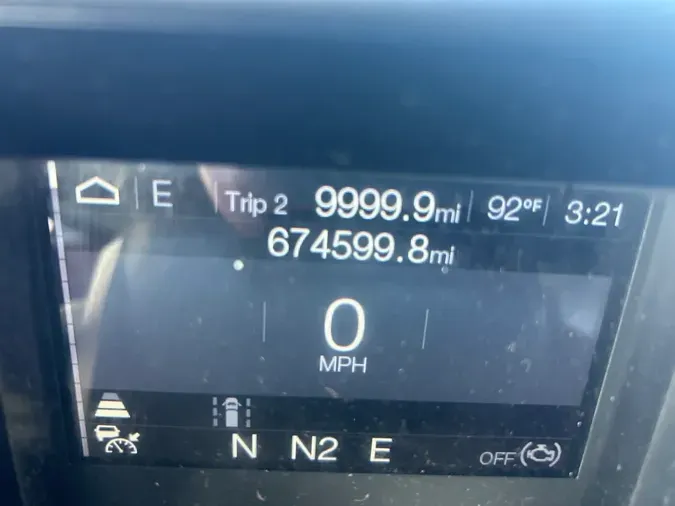 E Trip 2 9999.9mi 92°F 3:21
674599.8mi
0
MPH
N N2 E OFF